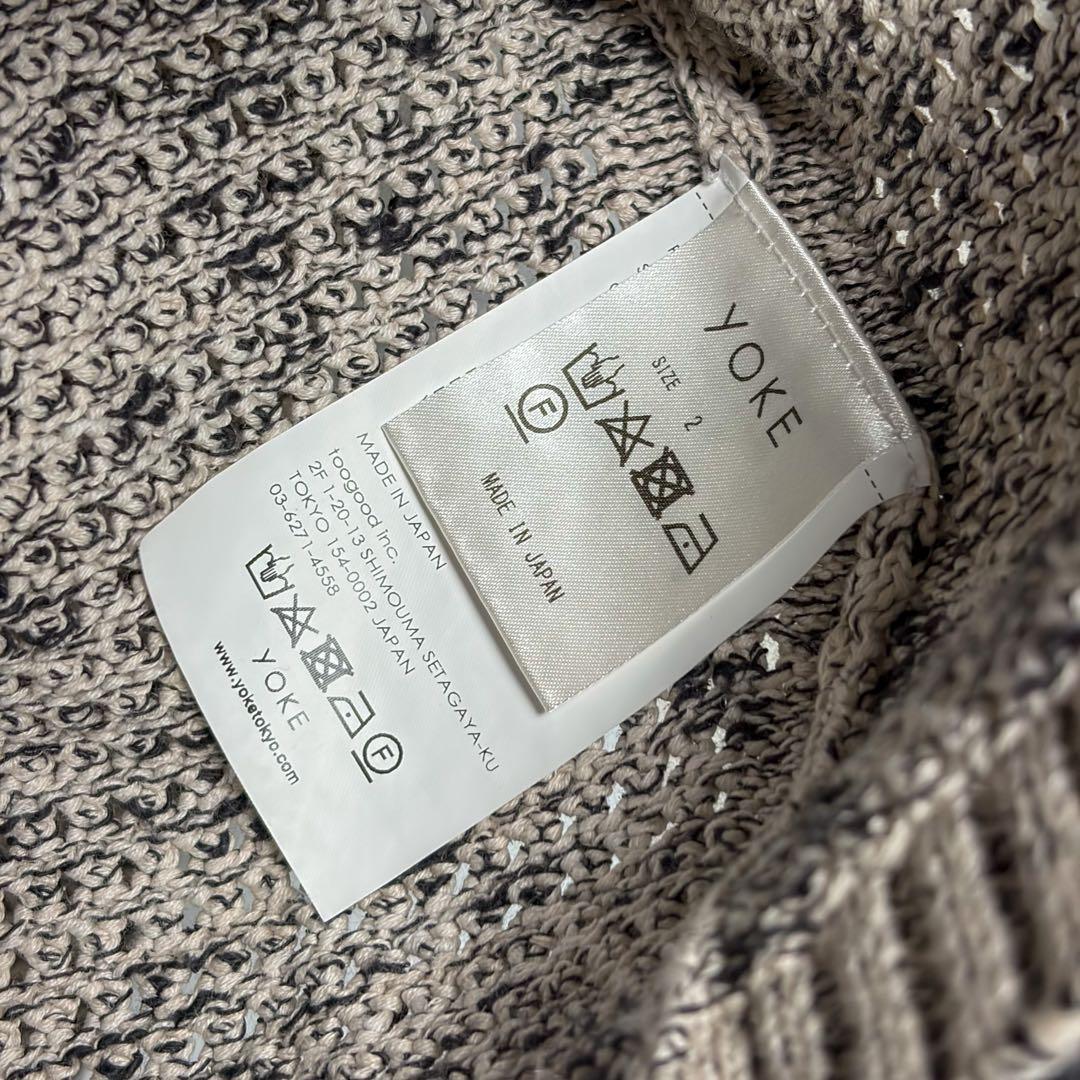 YOKE
SIZE 2
F
MADE IN JAPAN
MADE IN JAPAN
toogood Inc.
2F 1-20-13 SHIMOUMA SETAGAYA-KU
TOKYO 154-0002 JAPAN
03-6271-4558
F
YOKE
www.yoketokyo.com